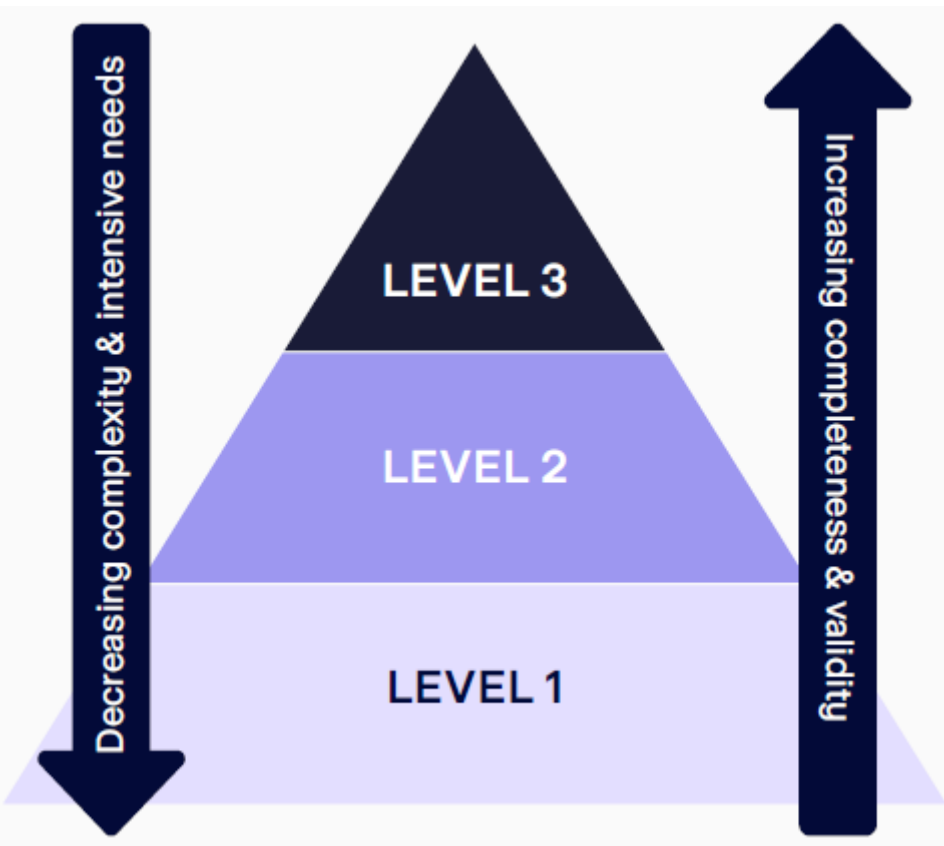 Decreasing complexity & intensive needs
LEVEL 3
LEVEL 2
LEVEL 1
Increasing completeness & validity